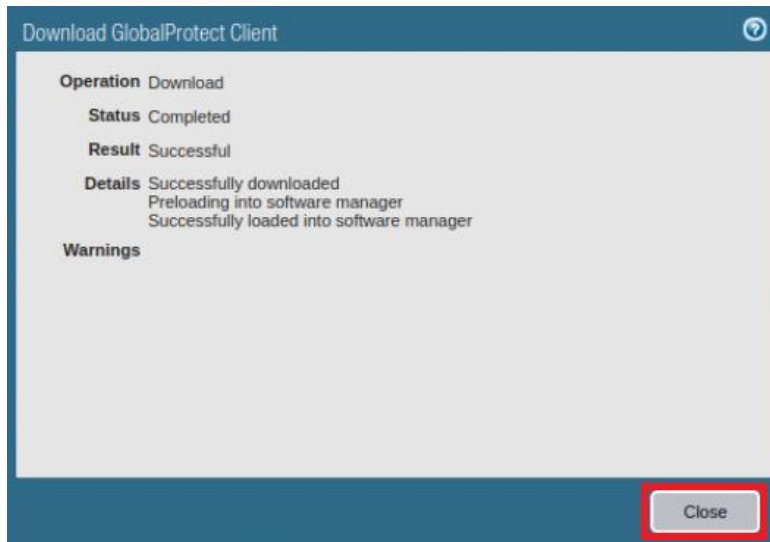 Download GlobalProtect Client
Operation Download
Status Completed
Result Successful
Details Successfully downloaded
Preloading into software manager
Successfully loaded into software manager
Warnings
Close